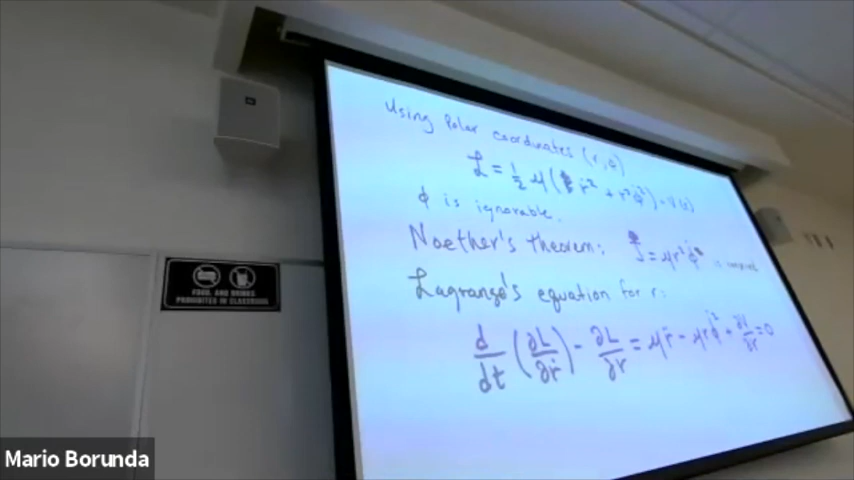 Using Polar coordinates (r, ϕ)
ℒ = ½ μ( ṙ² + r²ϕ̇²) - V(r)
ϕ is ignorable.
Noether's Theorem: J = μr²ϕ̇ is
Lagrange's equation for r:
d/dt (∂L/∂ṙ) - ∂L/∂r = μr̈ - μrϕ̇² + ∂V/∂r = 0
FOOD, AND DRINKS
PROHIBITED IN CLASSROOM
Mario Borunda